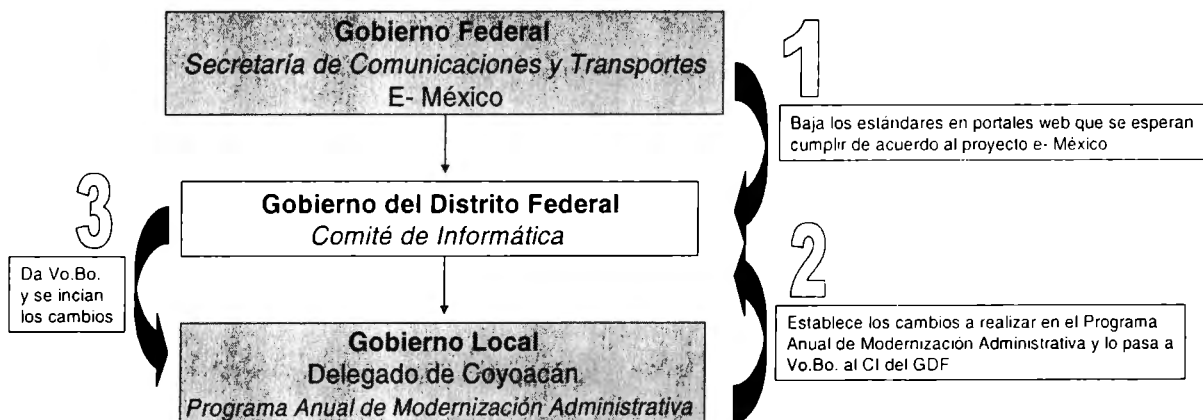 Gobierno Federal
Secretaría de Comunicaciones y Transportes
E- México
1
Baja los estándares en portales web que se esperan
cumplir de acuerdo al proyecto e- México
Gobierno del Distrito Federal
Comité de Informática
3
Da Vo.Bo.
y se incian
los cambios
2
Establece los cambios a realizar en el Programa
Anual de Modernización Administrativa y lo pasa a
Vo.Bo. al CI del GDF
Gobierno Local
Delegado de Coyoacán
Programa Anual de Modernización Administrativa